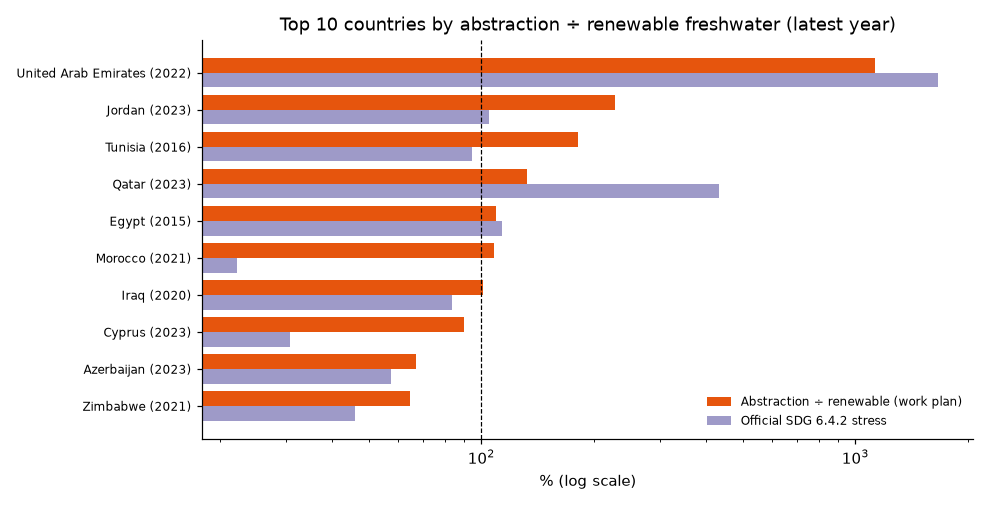 Top 10 countries by abstraction ÷ renewable freshwater (latest year)
United Arab Emirates (2022)
Jordan (2023)
Tunisia (2016)
Qatar (2023)
Egypt (2015)
Morocco (2021)
Iraq (2020)
Cyprus (2023)
Azerbaijan (2023)
Zimbabwe (2021)
Abstraction ÷ renewable (work plan)
Official SDG 6.4.2 stress
10² 10³
% (log scale)